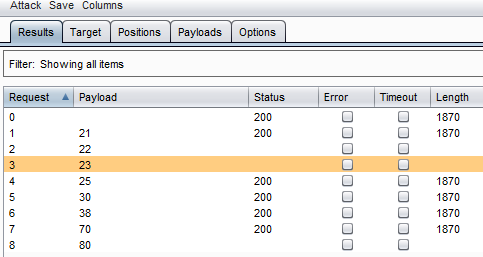 Attack Save Columns
Results Target Positions Payloads Options
Filter: Showing all items
Request Payload Status Error Timeout Length
0 200 1870
1 21 200 1870
2 22
3 23
4 25 200 1870
5 30 200 1870
6 38 200 1870
7 70 200 1870
8 80